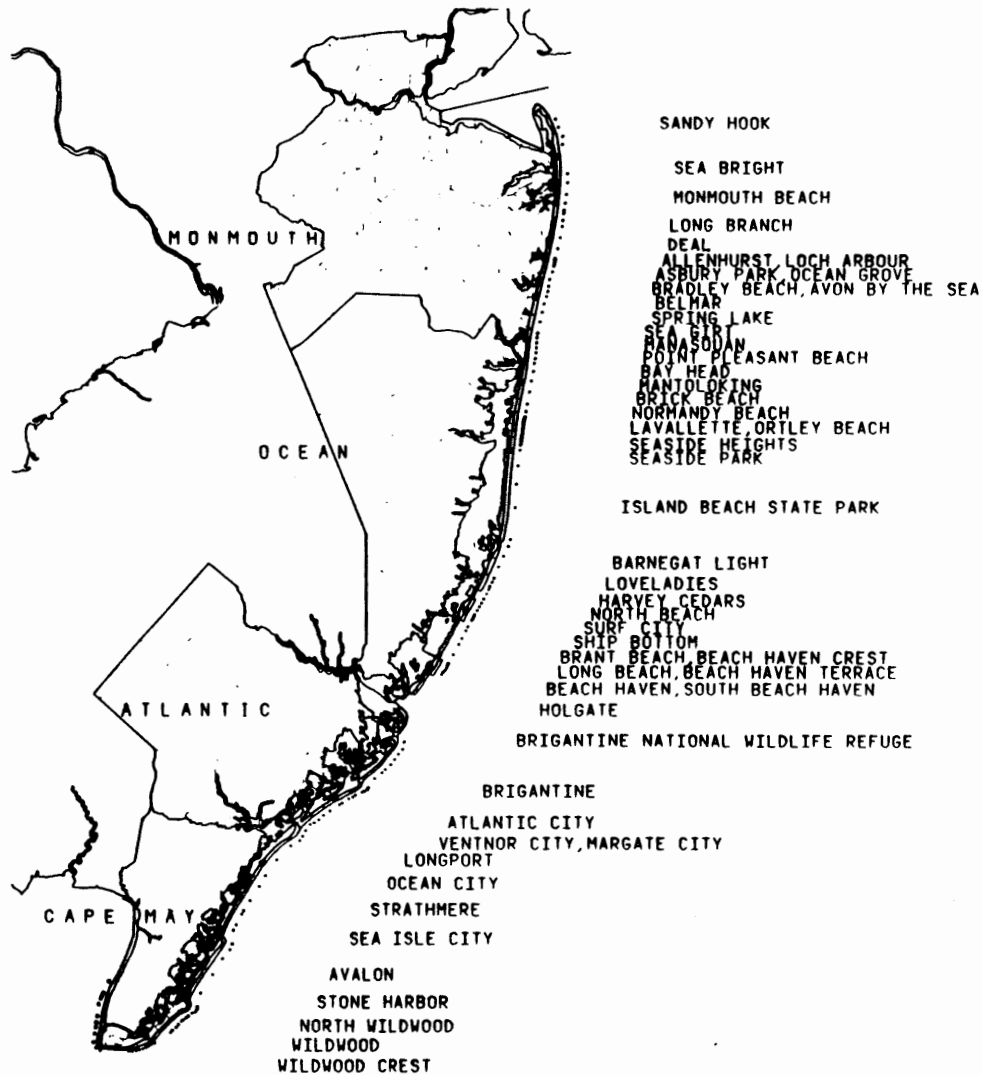 SANDY HOOK
SEA BRIGHT
MONMOUTH BEACH
LONG BRANCH
MONMOUTH
DEAL
ALLENHURST,LOCH ARBOUR
ASBURY PARK,OCEAN GROVE
BRADLEY BEACH,AVON BY THE SEA
BELMAR
SPRING LAKE
SEA GIRT
MANASQUAN
POINT PLEASANT BEACH
BAY HEAD
MANTOLOKING
BRICK BEACH
NORMANDY BEACH
LAVALLETTE,ORTLEY BEACH
SEASIDE HEIGHTS
OCEAN
SEASIDE PARK
ISLAND BEACH STATE PARK
BARNEGAT LIGHT
LOVELADIES
HARVEY CEDARS
NORTH BEACH
SURF CITY
SHIP BOTTOM
BRANT BEACH,BEACH HAVEN CREST
LONG BEACH,BEACH HAVEN TERRACE
BEACH HAVEN,SOUTH BEACH HAVEN
ATLANTIC
HOLGATE
BRIGANTINE NATIONAL WILDLIFE REFUGE
BRIGANTINE
ATLANTIC CITY
VENTNOR CITY,MARGATE CITY
LONGPORT
OCEAN CITY
STRATHMERE
CAPE MAY
SEA ISLE CITY
AVALON
STONE HARBOR
NORTH WILDWOOD
WILDWOOD
WILDWOOD CREST